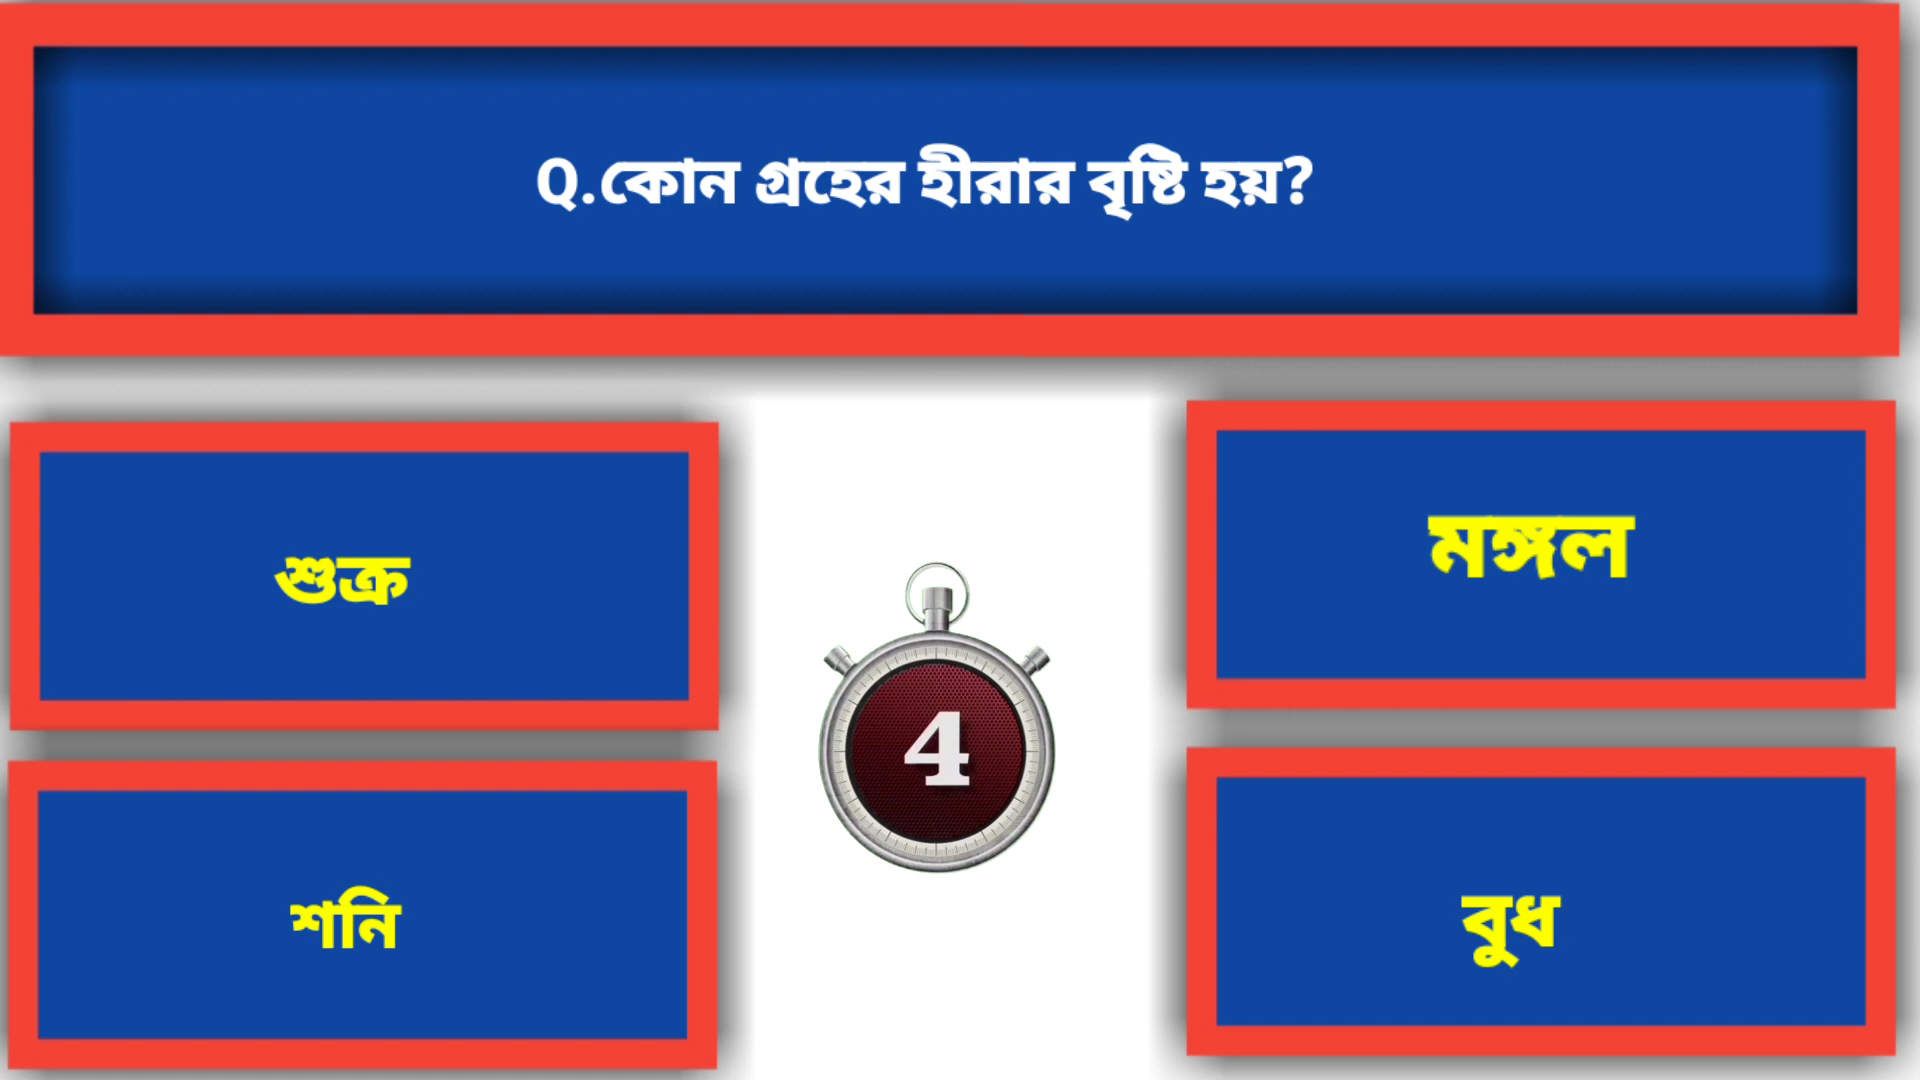 Q.কোন গ্রহের হীরার বৃষ্টি হয়?
শুক্র
মঙ্গল
4
শনি
বুধ